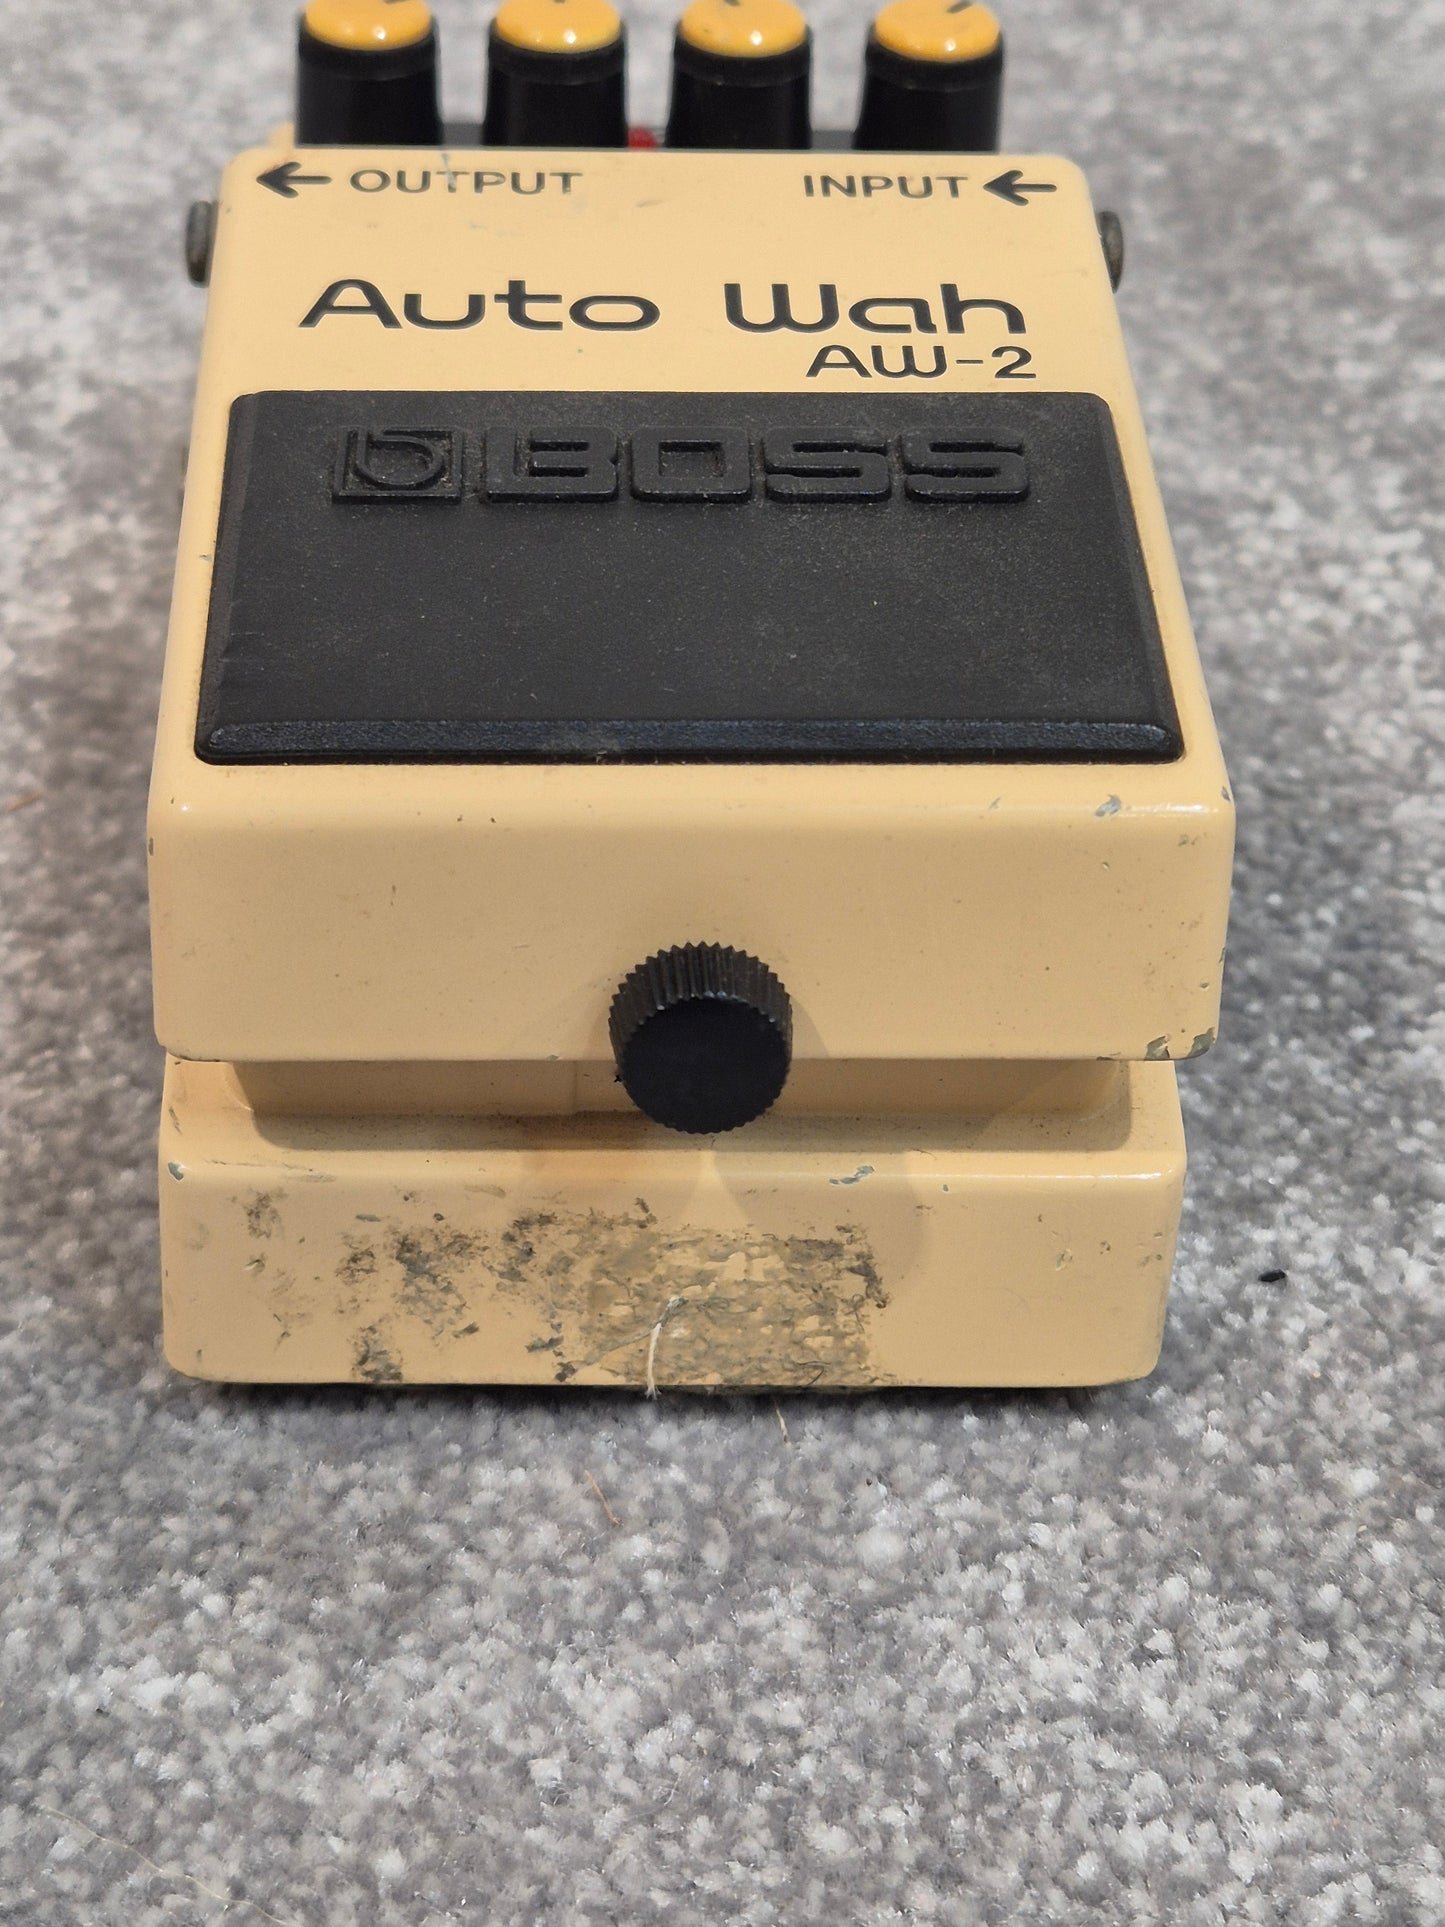 ← OUTPUT INPUT ←
Auto Wah
AW-2
BOSS